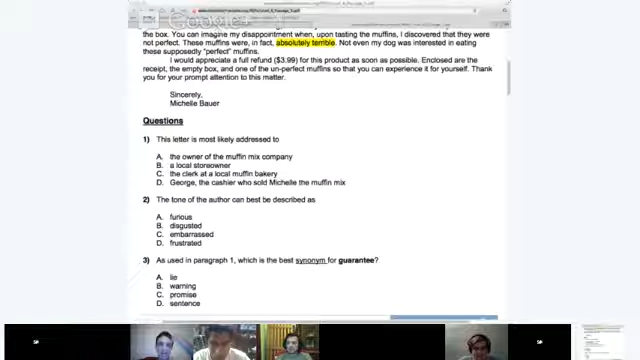 the box. You can imagine my disappointment when, upon tasting the muffins, I discovered that they were
not perfect. These muffins were, in fact, absolutely terrible. Not even my dog was interested in eating
these supposedly "perfect" muffins.
I would appreciate a full refund ($3.99) for this product as soon as possible. Enclosed are the
receipt, the empty box, and one of the un-perfect muffins so that you can experience it for yourself. Thank
you for your prompt attention to this matter.
Sincerely,
Michelle Bauer
Questions
1) This letter is most likely addressed to
A. the owner of the muffin mix company
B. a local storeowner
C. the clerk at a local muffin bakery
D. George, the cashier who sold Michelle the muffin mix
2) The tone of the author can best be described as
A. furious
B. disgusted
C. embarrassed
D. frustrated
3) As used in paragraph 1, which is the best synonym for guarantee?
A. lie
B. warning
C. promise
D. sentence